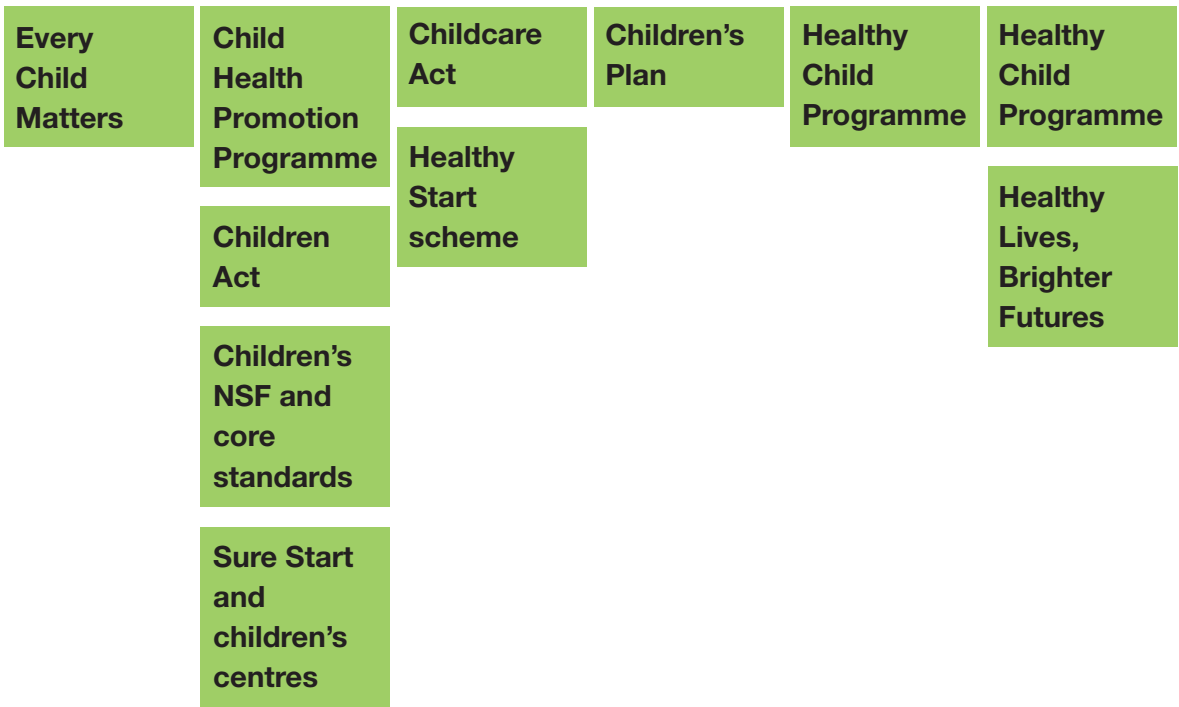 Every
Child
Matters
Child
Health
Promotion
Programme
Children
Act
Children’s
NSF and
core
standards
Sure Start
and
children’s
centres
Childcare
Act
Healthy
Start
scheme
Children’s
Plan
Healthy
Child
Programme
Healthy
Child
Programme
Healthy
Lives,
Brighter
Futures